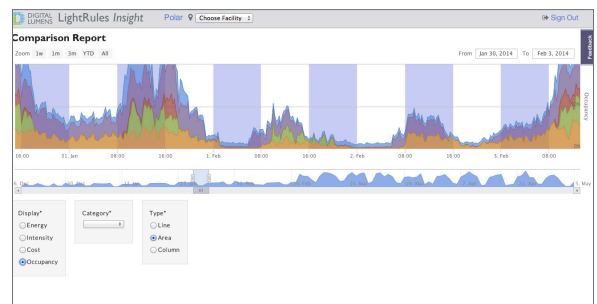 DIGITAL LUMENS LightRules Insight Polar Choose Facility Sign Out
Feedback
Comparison Report
Zoom 1w 1m 3m YTD All From Jan 30, 2014 To Feb 3, 2014
Occupancy
16:00 31. Jan 08:00 16:00 1. Feb 08:00 16:00 2. Feb 08:00 16:00 3. Feb 08:00
5. May
Display* Category* Type*
Energy Line
Intensity Area
Cost Column
Occupancy